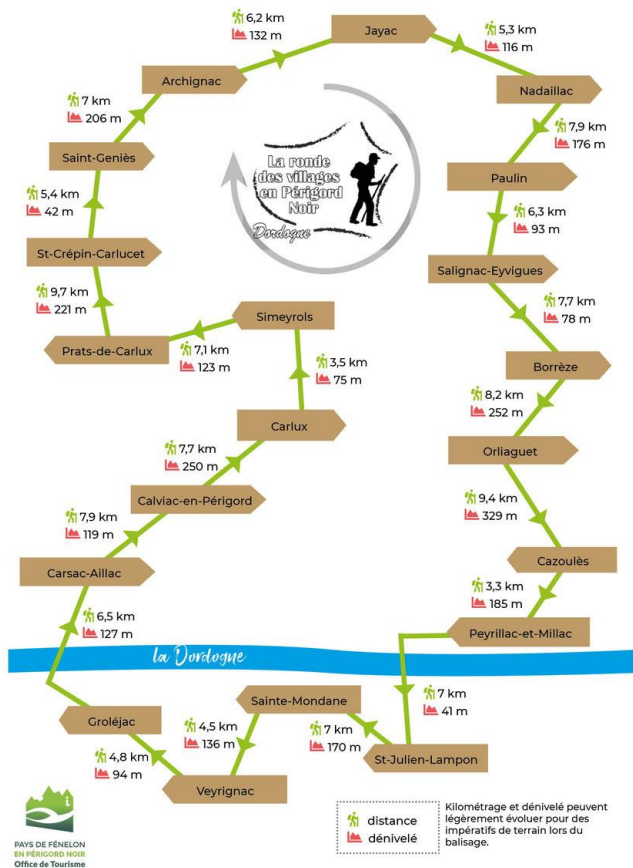 6,2 km
132 m
Jayac
5,3 km
116 m
Archignac
Nadaillac
7 km
206 m
La ronde
des villages
en Périgord
Noir
Dordogne
7,9 km
176 m
Saint-Geniès
Paulin
5,4 km
42 m
6,3 km
93 m
St-Crépin-Carlucet
Salignac-Eyvigues
9,7 km
221 m
7,7 km
78 m
Simeyrols
Prats-de-Carlux
7,1 km
123 m
3,5 km
75 m
Borrèze
8,2 km
252 m
Carlux
Orliaguet
7,7 km
250 m
Calviac-en-Périgord
9,4 km
329 m
7,9 km
119 m
Carsac-Aillac
Cazoulès
6,5 km
127 m
3,3 km
185 m
Peyrillac-et-Millac
la Dordogne
7 km
41 m
Sainte-Mondane
Groléjac
4,5 km
136 m
7 km
170 m
St-Julien-Lampon
4,8 km
94 m
Veyrignac
PAYS DE FÉNELON
EN PÉRIGORD NOIR
Office de Tourisme
distance
dénivelé
Kilométrage et dénivelé peuvent
légèrement évoluer pour des
impératifs de terrain lors du
balisage.